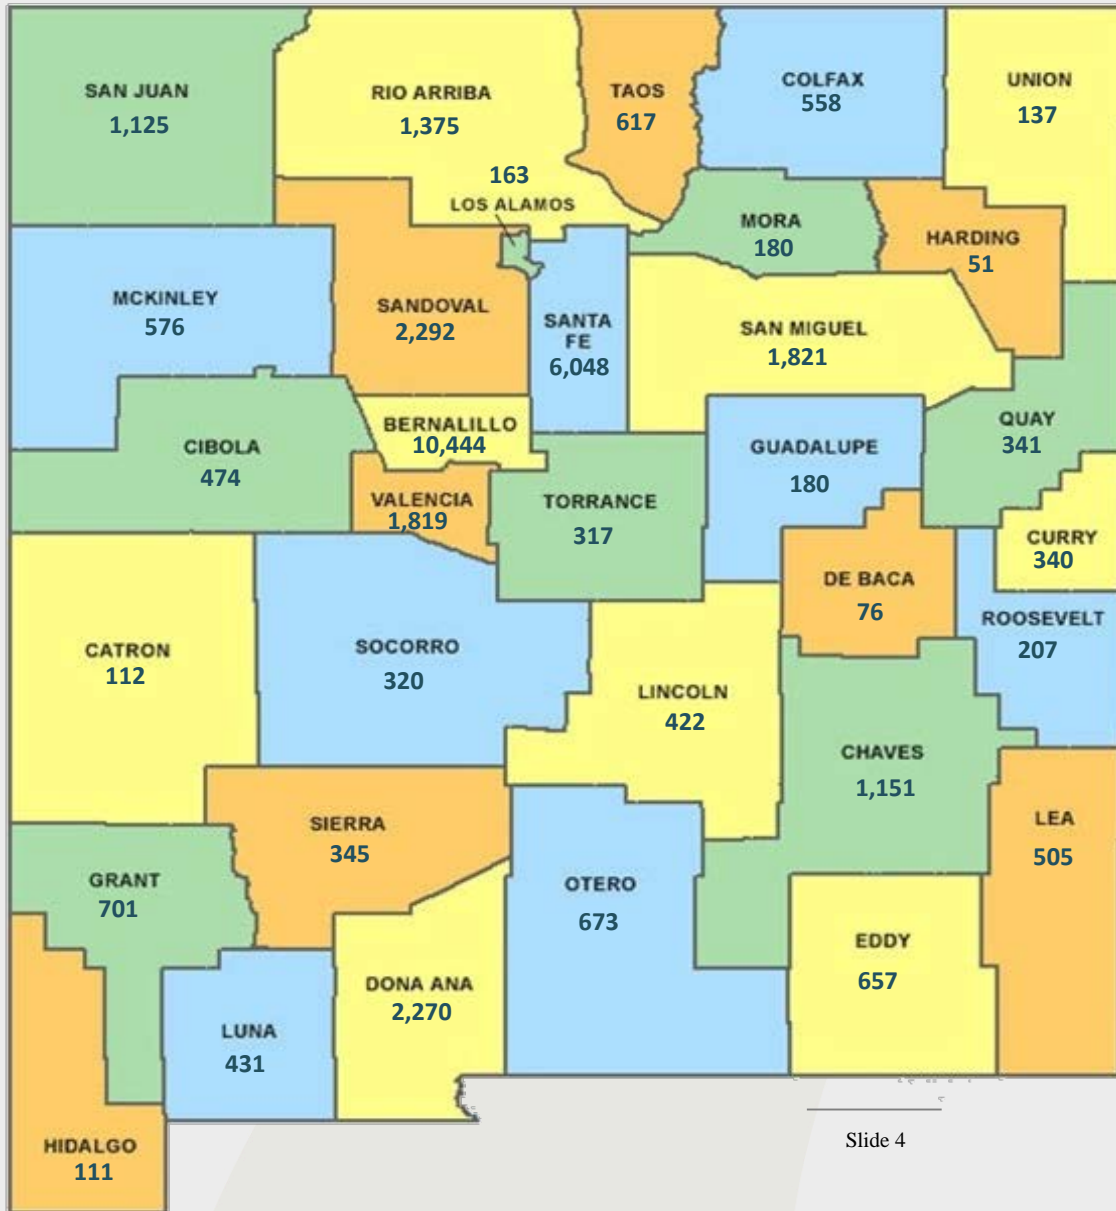 SAN JUAN
1,125
RIO ARRIBA
1,375
TAOS
617
COLFAX
558
UNION
137
163
LOS ALAMOS
MORA
180
HARDING
51
MCKINLEY
576
SANDOVAL
2,292
SANTA
FE
6,048
SAN MIGUEL
1,821
CIBOLA
474
BERNALILLO
10,444
GUADALUPE
180
QUAY
341
VALENCIA
1,819
TORRANCE
317
CURRY
340
DE BACA
76
ROOSEVELT
207
CATRON
112
SOCORRO
320
LINCOLN
422
CHAVES
1,151
LEA
505
SIERRA
345
GRANT
701
OTERO
673
EDDY
657
DONA ANA
2,270
LUNA
431
HIDALGO
111
Slide 4